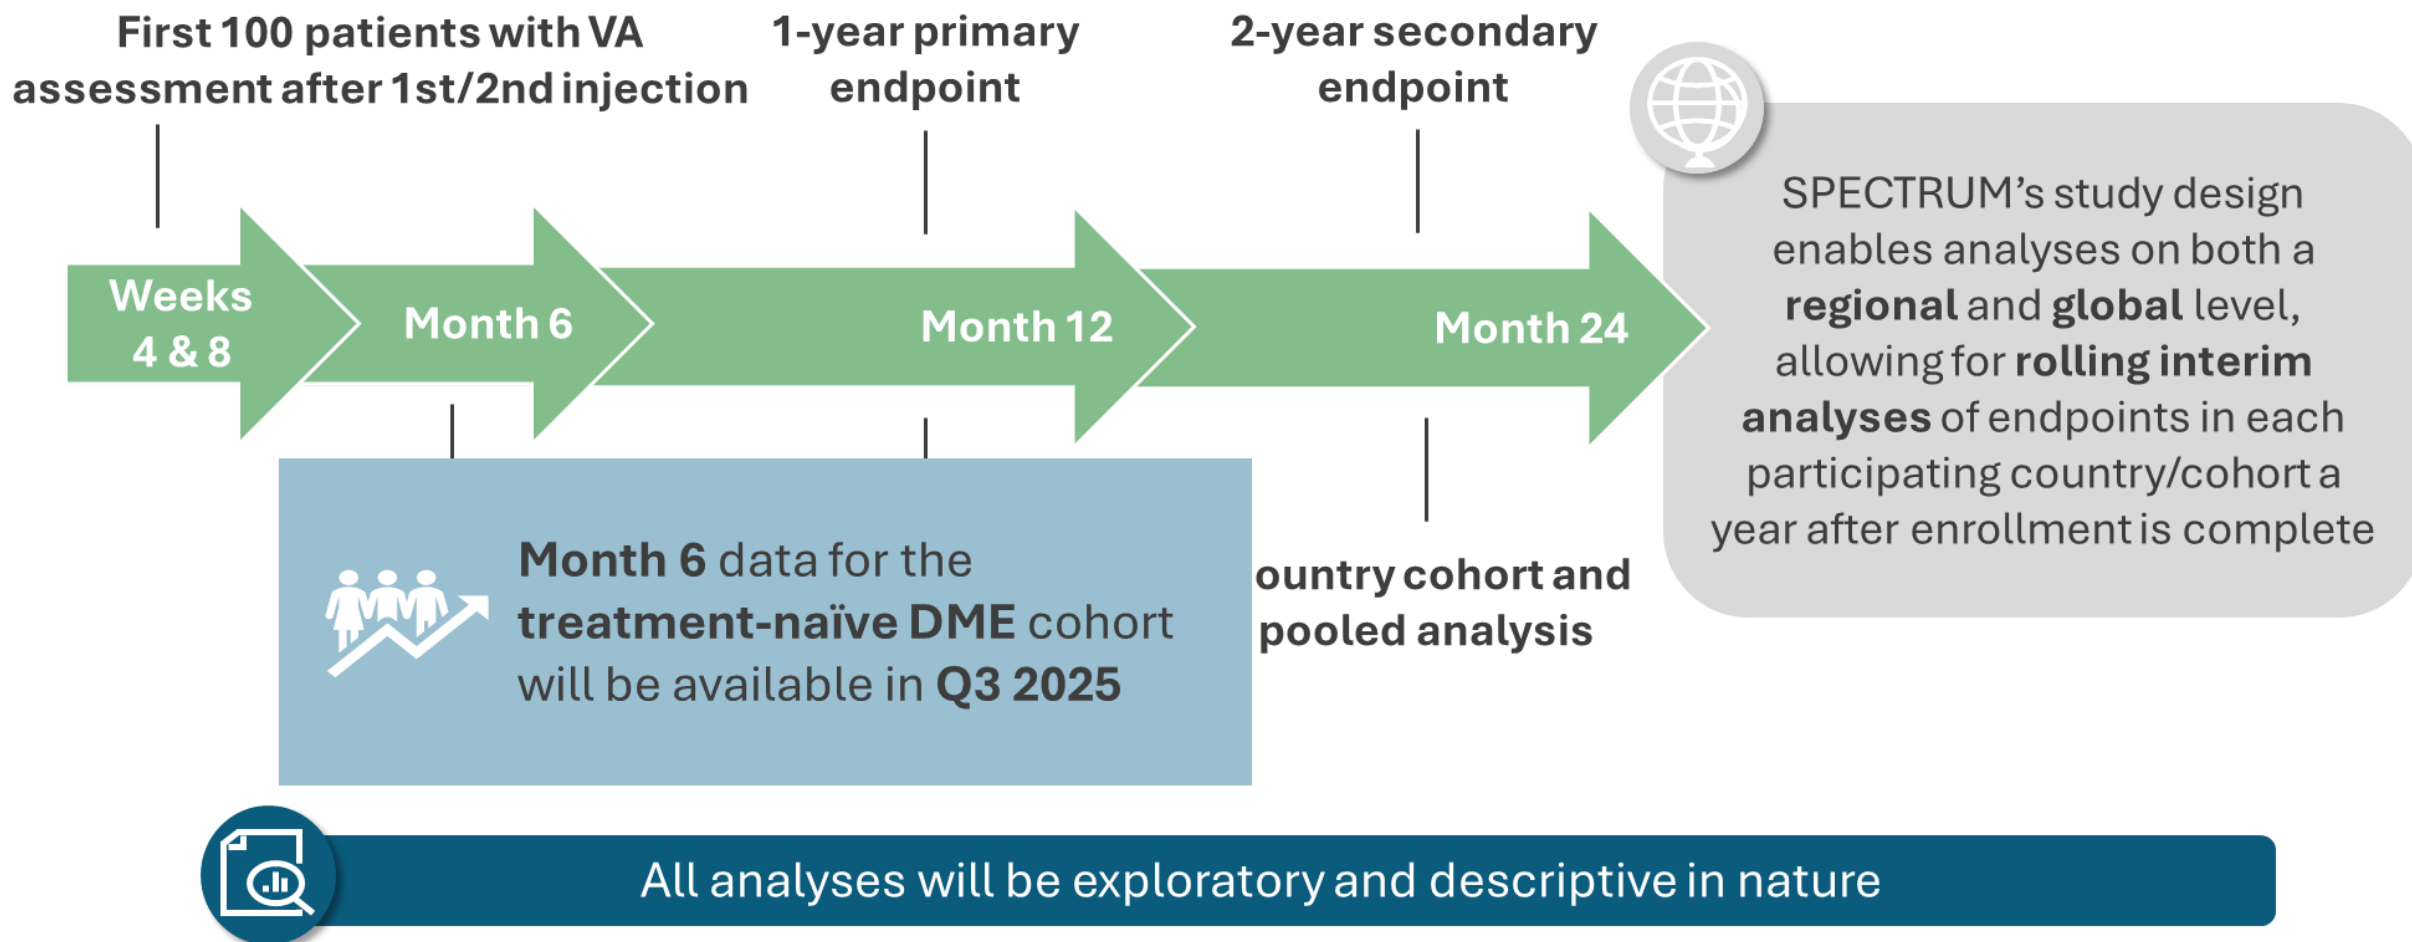 First 100 patients with VA
assessment after 1st/2nd injection
1-year primary
endpoint
2-year secondary
endpoint
Weeks
4 & 8
Month 6
Month 12
Month 24
SPECTRUM’s study design
enables analyses on both a
regional and global level,
allowing for rolling interim
analyses of endpoints in each
participating country/cohort a
year after enrollment is complete
Month 6 data for the
treatment-naïve DME cohort
will be available in Q3 2025
ountry cohort and
pooled analysis
All analyses will be exploratory and descriptive in nature